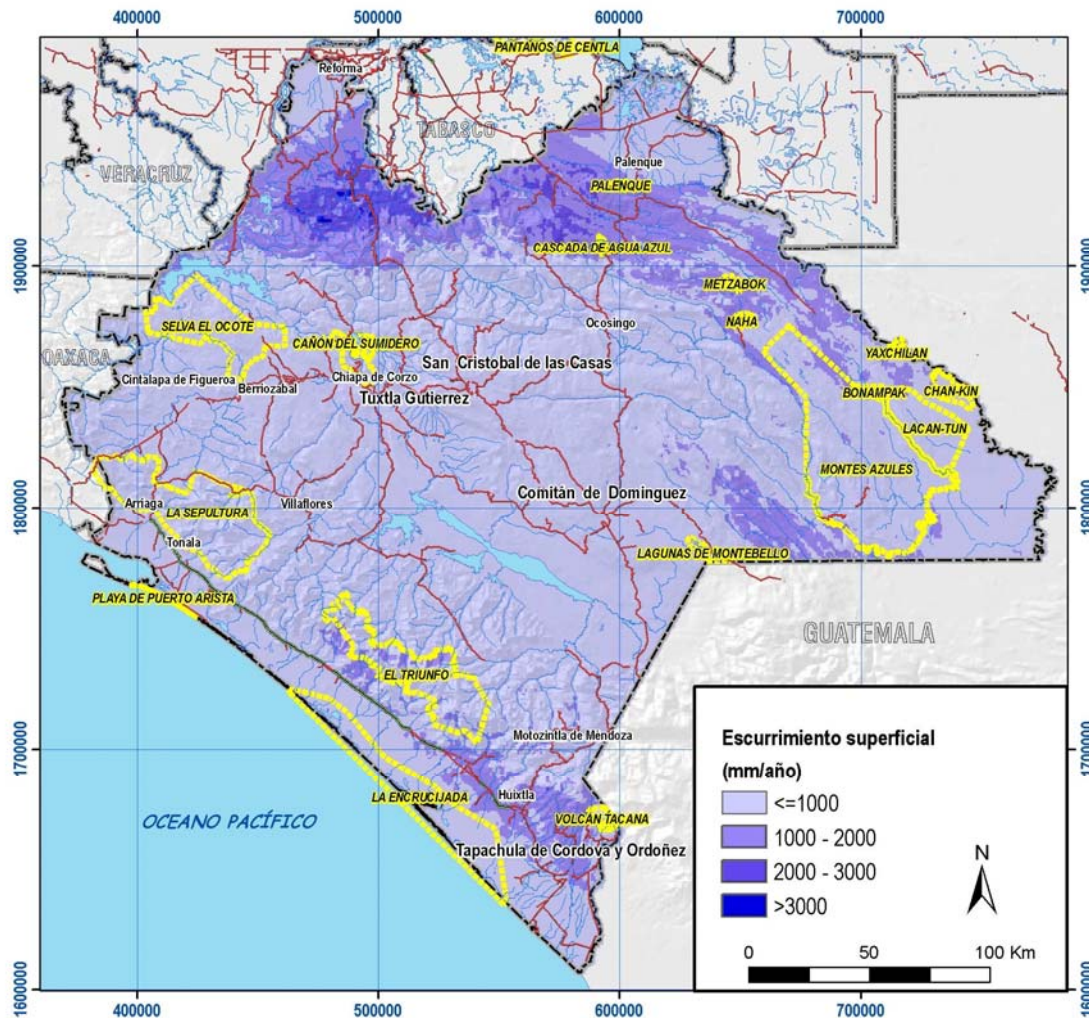 400000
500000
600000
700000
PANTANOS DE CENTLA
Reforma
TABASCO
VERACRUZ
Palenque
PALENQUE
CASCADA DE AGUA AZUL
1900000
1900000
METZABOK
NAHA
Ocosingo
SELVA EL OCOTE
CAÑON DEL SUMIDERO
YAXCHILAN
OAXACA
San Cristobal de las Casas
Cintalapa de Figueroa
Chiapa de Corzo
Berriozabal
Tuxtla Gutierrez
BONAMPAK
CHAN-KIN
LACAN-TUN
MONTES AZULES
Comitán de Dominguez
1800000
1800000
Arriaga
LA SEPULTURA
Villaflores
Tonala
LAGUNAS DE MONTEBELLO
PLAYA DE PUERTO ARISTA
GUATEMALA
EL TRIUNFO
Motozintla de Mendoza
1700000
1700000
LA ENCRUCIJADA
Huixtla
OCEANO PACÍFICO
VOLCÁN TACANA
Tapachula de Cordova y Ordoñez
Escurrimiento superficial
(mm/año)
<=1000
1000 - 2000
2000 - 3000
>3000
N
0 50 100 Km
1600000
1600000
400000
500000
600000
700000